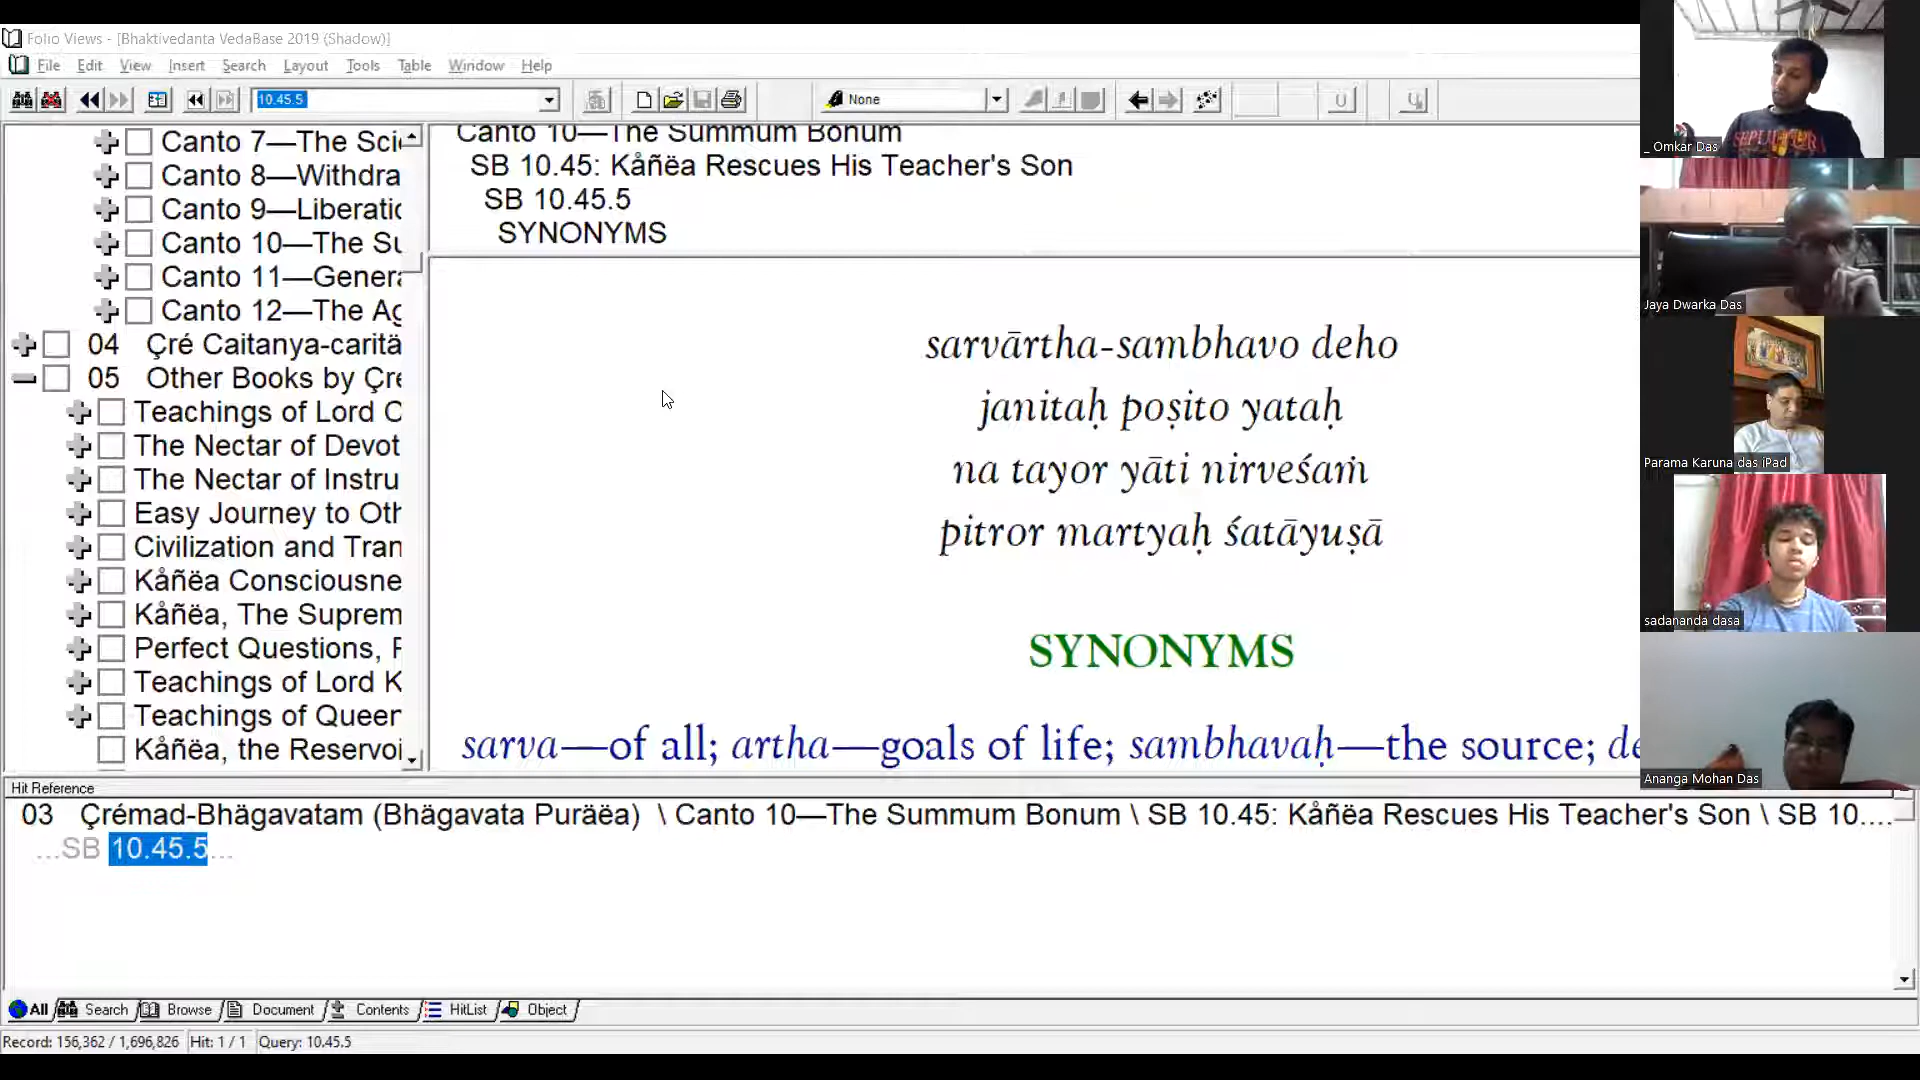 Folio Views - [Bhaktivedanta VedaBase 2019 (Shadow)]
File Edit View Insert Search Layout Tools Table Window Help
10.45.5
None
Canto 7—The Sci
Canto 8—Withdra
Canto 9—Liberatic
Canto 10—The Su
Canto 11—Genera
Canto 12—The Ag
04 Çré Caitanya-caritä
05 Other Books by Çré
Teachings of Lord C
The Nectar of Devot
The Nectar of Instru
Easy Journey to Oth
Civilization and Tran
Kåñëa Consciousne
Kåñëa, The Suprem
Perfect Questions, P
Teachings of Lord K
Teachings of Queen
Kåñëa, the Reservoi
Canto 10—The Summum Bonum
SB 10.45: Kåñëa Rescues His Teacher's Son
SB 10.45.5
SYNONYMS
sarvārtha-sambhavo deho
janitaḥ poṣito yataḥ
na tayor yāti nirveśaṁ
pitror martyaḥ śatāyuṣā
SYNONYMS
sarva—of all; artha—goals of life; sambhavaḥ—the source; de
_ Omkar Das
Jaya Dwarka Das
Parama Karuna das iPad
sadananda dasa
Ananga Mohan Das
Hit Reference
03 Çrémad-Bhägavatam (Bhägavata Puräëa) \ Canto 10—The Summum Bonum \ SB 10.45: Kåñëa Rescues His Teacher's Son \ SB 10....
...SB 10.45.5...
All Search Browse Document Contents HitList Object
Record: 156,362 / 1,696,826 Hit: 1 / 1 Query: 10.45.5